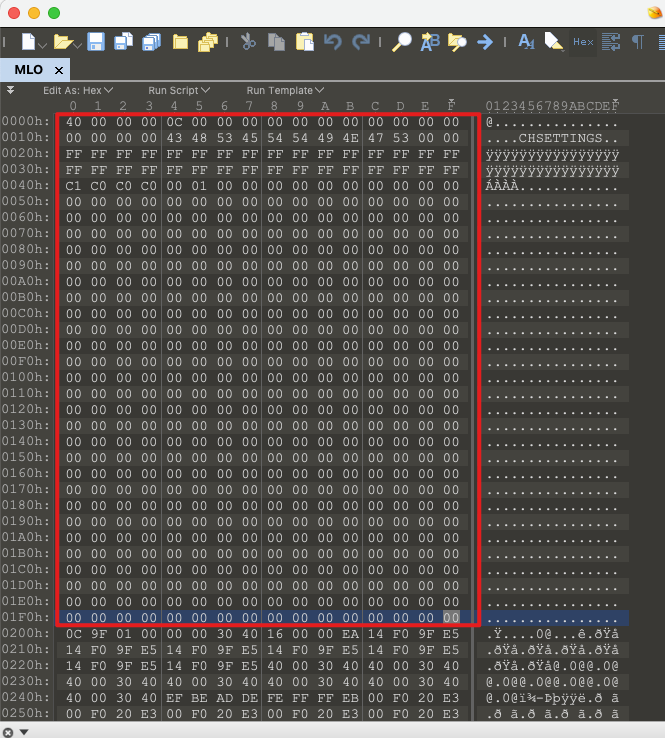 Hex
MLO ×
Edit As: Hex Run Script Run Template
0 1 2 3 4 5 6 7 8 9 A B C D E F 0123456789ABCDEF
0000h: 40 00 00 00 0C 00 00 00 00 00 00 00 00 00 00 00 @...............
0010h: 00 00 00 00 43 48 53 45 54 54 49 4E 47 53 00 00 ....CHSETTINGS..
0020h: FF FF FF FF FF FF FF FF FF FF FF FF FF FF FF FF ÿÿÿÿÿÿÿÿÿÿÿÿÿÿÿÿ
0030h: FF FF FF FF FF FF FF FF FF FF FF FF FF FF FF FF ÿÿÿÿÿÿÿÿÿÿÿÿÿÿÿÿ
0040h: C1 C0 C0 C0 00 01 00 00 00 00 00 00 00 00 00 00 ÁÀÀÀ............
0050h: 00 00 00 00 00 00 00 00 00 00 00 00 00 00 00 00 ................
0060h: 00 00 00 00 00 00 00 00 00 00 00 00 00 00 00 00 ................
0070h: 00 00 00 00 00 00 00 00 00 00 00 00 00 00 00 00 ................
0080h: 00 00 00 00 00 00 00 00 00 00 00 00 00 00 00 00 ................
0090h: 00 00 00 00 00 00 00 00 00 00 00 00 00 00 00 00 ................
00A0h: 00 00 00 00 00 00 00 00 00 00 00 00 00 00 00 00 ................
00B0h: 00 00 00 00 00 00 00 00 00 00 00 00 00 00 00 00 ................
00C0h: 00 00 00 00 00 00 00 00 00 00 00 00 00 00 00 00 ................
00D0h: 00 00 00 00 00 00 00 00 00 00 00 00 00 00 00 00 ................
00E0h: 00 00 00 00 00 00 00 00 00 00 00 00 00 00 00 00 ................
00F0h: 00 00 00 00 00 00 00 00 00 00 00 00 00 00 00 00 ................
0100h: 00 00 00 00 00 00 00 00 00 00 00 00 00 00 00 00 ................
0110h: 00 00 00 00 00 00 00 00 00 00 00 00 00 00 00 00 ................
0120h: 00 00 00 00 00 00 00 00 00 00 00 00 00 00 00 00 ................
0130h: 00 00 00 00 00 00 00 00 00 00 00 00 00 00 00 00 ................
0140h: 00 00 00 00 00 00 00 00 00 00 00 00 00 00 00 00 ................
0150h: 00 00 00 00 00 00 00 00 00 00 00 00 00 00 00 00 ................
0160h: 00 00 00 00 00 00 00 00 00 00 00 00 00 00 00 00 ................
0170h: 00 00 00 00 00 00 00 00 00 00 00 00 00 00 00 00 ................
0180h: 00 00 00 00 00 00 00 00 00 00 00 00 00 00 00 00 ................
0190h: 00 00 00 00 00 00 00 00 00 00 00 00 00 00 00 00 ................
01A0h: 00 00 00 00 00 00 00 00 00 00 00 00 00 00 00 00 ................
01B0h: 00 00 00 00 00 00 00 00 00 00 00 00 00 00 00 00 ................
01C0h: 00 00 00 00 00 00 00 00 00 00 00 00 00 00 00 00 ................
01D0h: 00 00 00 00 00 00 00 00 00 00 00 00 00 00 00 00 ................
01E0h: 00 00 00 00 00 00 00 00 00 00 00 00 00 00 00 00 ................
01F0h: 00 00 00 00 00 00 00 00 00 00 00 00 00 00 00 00 ................
0200h: 0C 9F 01 00 00 00 30 40 16 00 00 EA 14 F0 9F E5 .Ÿ....0@...ê.ðŸå
0210h: 14 F0 9F E5 14 F0 9F E5 14 F0 9F E5 14 F0 9F E5 .ðŸå.ðŸå.ðŸå.ðŸå
0220h: 14 F0 9F E5 14 F0 9F E5 40 00 30 40 40 00 30 40 .ðŸå.ðŸå@.0@@.0@
0230h: 40 00 30 40 40 00 30 40 40 00 30 40 40 00 30 40 @.0@@.0@@.0@@.0@
0240h: 40 00 30 40 EF BE AD DE FE FF FF EB 00 F0 20 E3 @.0@ï¾-Þþÿÿë.ð ã
0250h: 00 F0 20 E3 00 F0 20 E3 00 F0 20 E3 00 F0 20 E3 .ð ã.ð ã.ð ã.ð ã